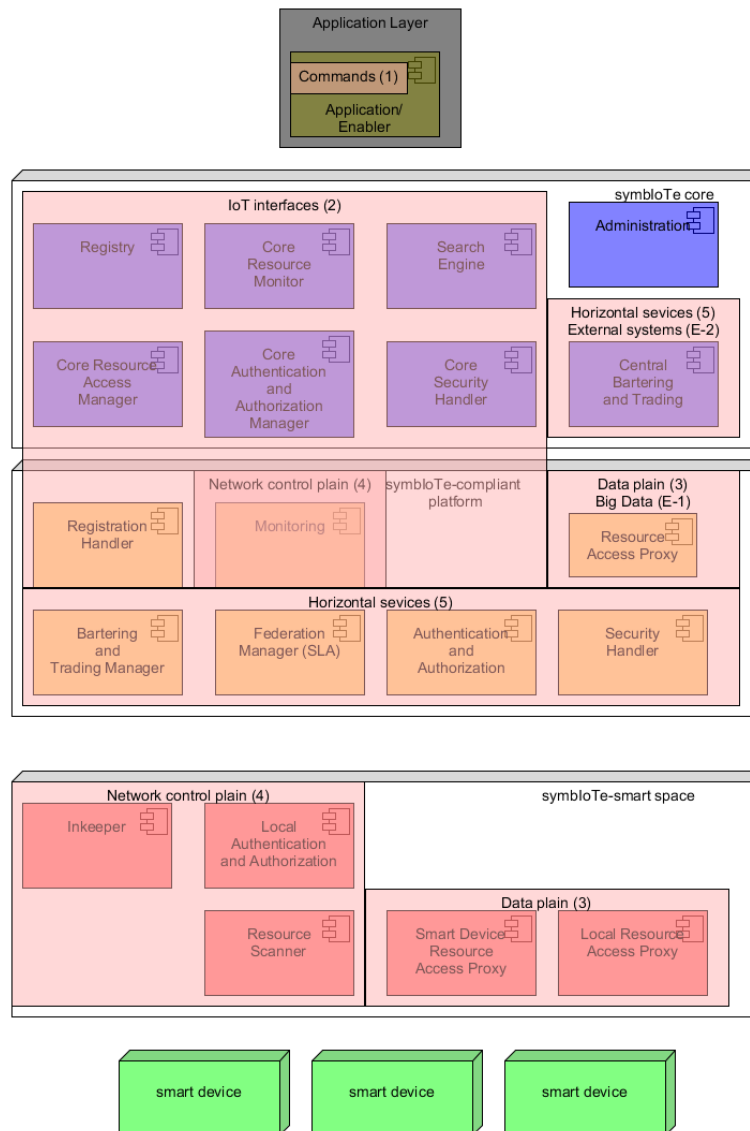 Application Layer
Commands (1)
Application/
Enabler
symbIoTe core
IoT interfaces (2)
Registry
Core
Resource
Monitor
Search
Engine
Administration
Core Resource
Access
Manager
Core
Authentication
and
Authorization
Manager
Core
Security
Handler
Horizontal sevices (5)
External systems (E-2)
Central
Bartering
and Trading
Network control plain (4)
symbIoTe-compliant
platform
Data plain (3)
Big Data (E-1)
Registration
Handler
Monitoring
Resource
Access Proxy
Horizontal sevices (5)
Bartering
and
Trading Manager
Federation
Manager (SLA)
Authentication
and
Authorization
Security
Handler
Network control plain (4)
symbIoTe-smart space
Inkeeper
Local
Authentication
and Authorization
Resource
Scanner
Data plain (3)
Smart Device
Resource
Access Proxy
Local Resource
Access Proxy
smart device
smart device
smart device